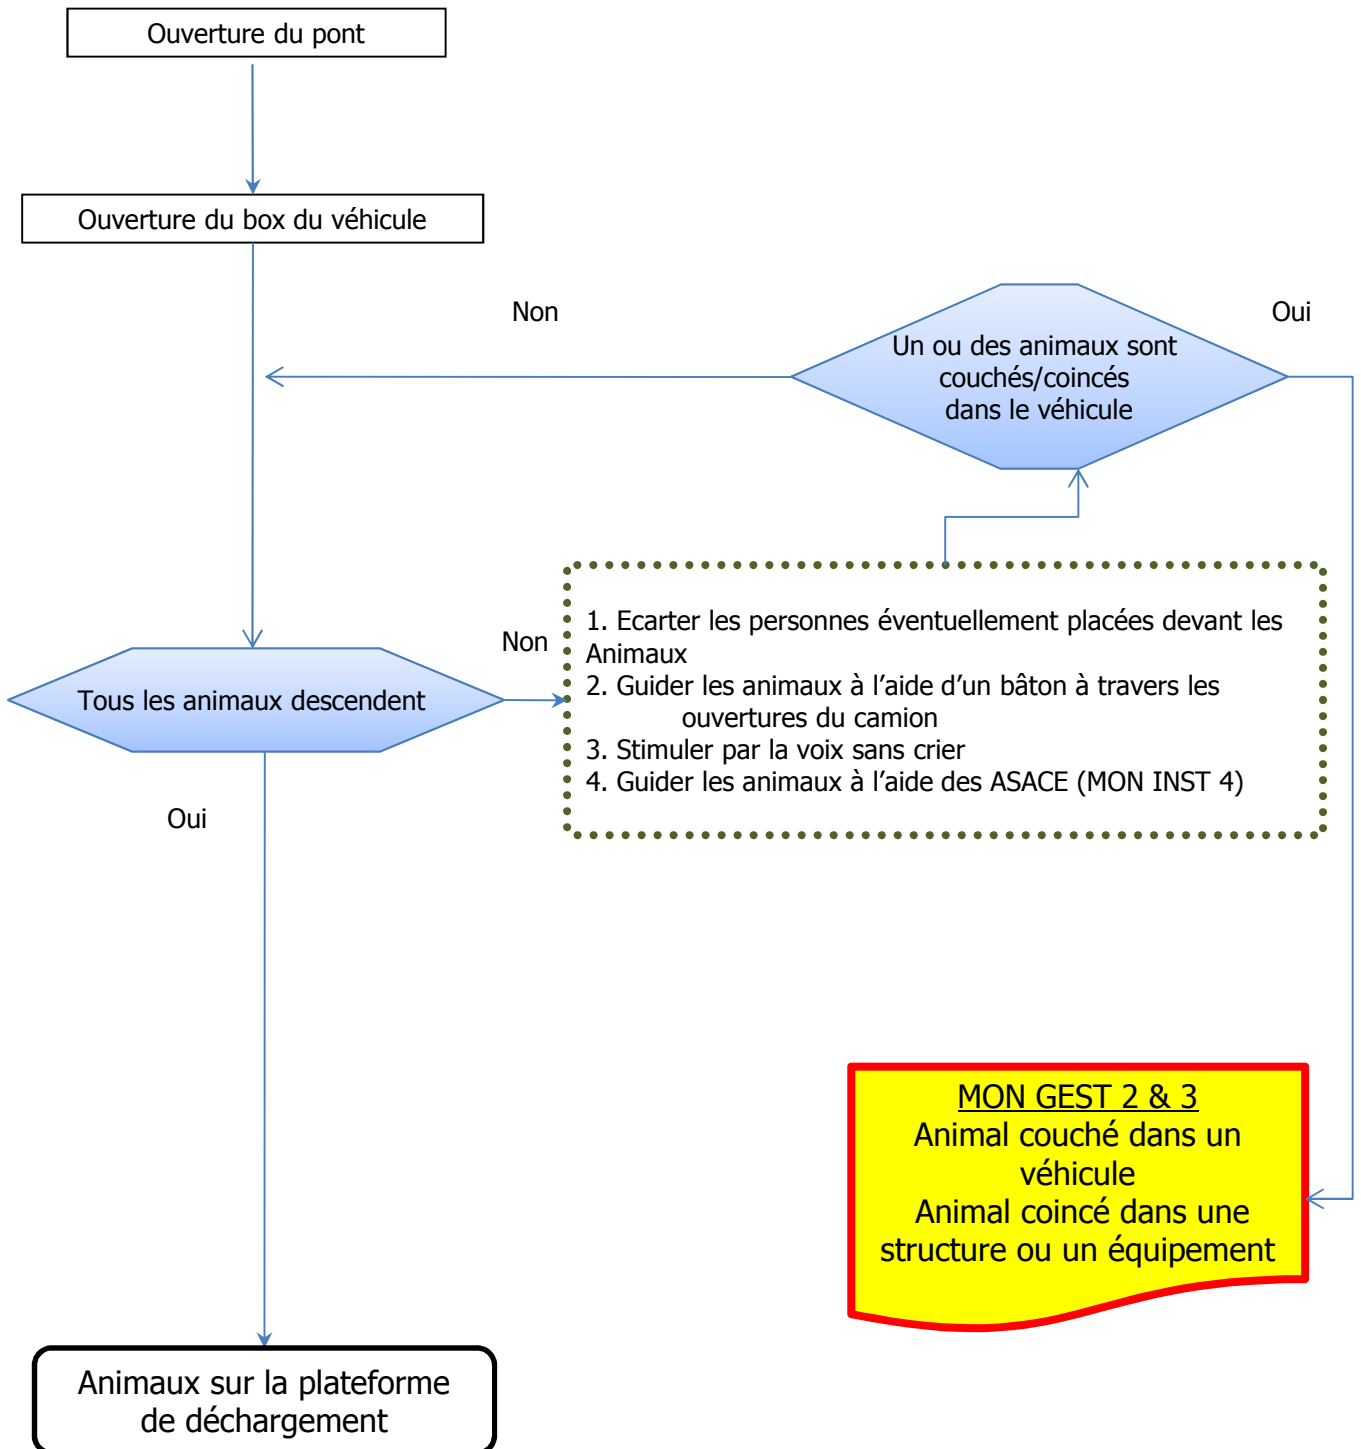 Ouverture du pont
Ouverture du box du véhicule
Non
Oui
Un ou des animaux sont
couchés/coincés
dans le véhicule
Non
1. Ecarter les personnes éventuellement placées devant les
Animaux
2. Guider les animaux à l’aide d’un bâton à travers les
ouvertures du camion
3. Stimuler par la voix sans crier
4. Guider les animaux à l’aide des ASACE (MON INST 4)
Tous les animaux descendent
Oui
MON GEST 2 & 3
Animal couché dans un
véhicule
Animal coincé dans une
structure ou un équipement
Animaux sur la plateforme
de déchargement